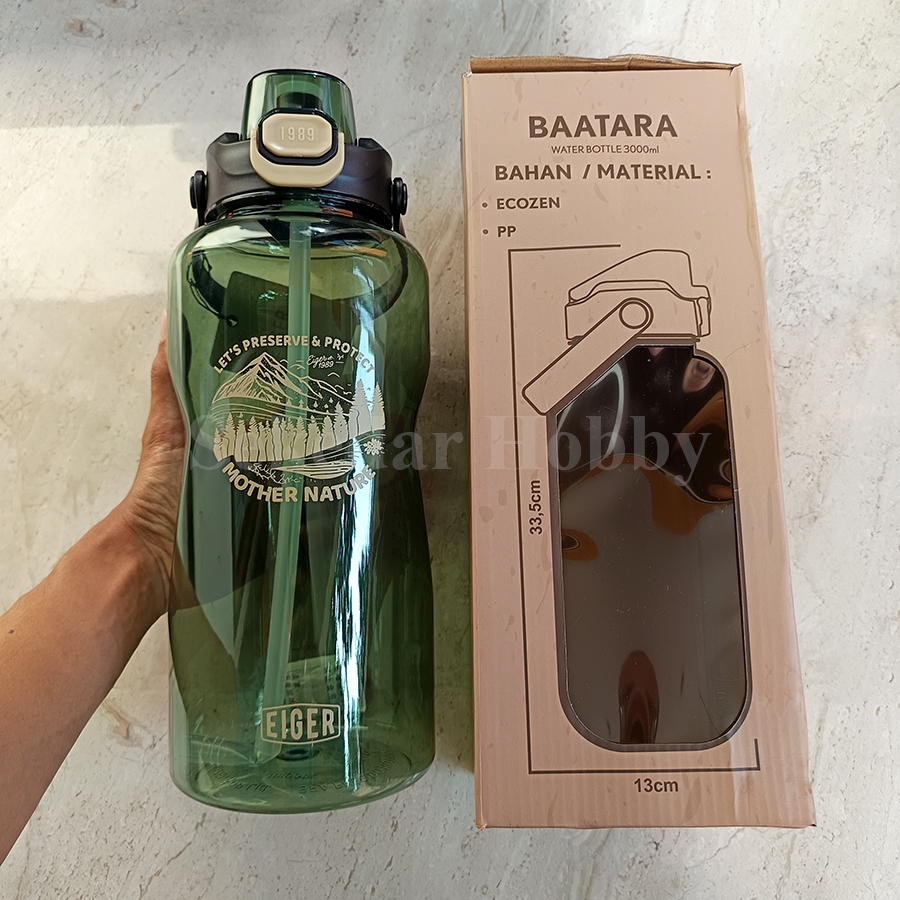 1989
LET'S PRESERVE & PROTECT
Eiger
1989
MOTHER NATURE
EIGER
BAATARA
WATER BOTTLE 3000ml
BAHAN / MATERIAL :
• ECOZEN
• PP
33,5cm
13cm
Hobby